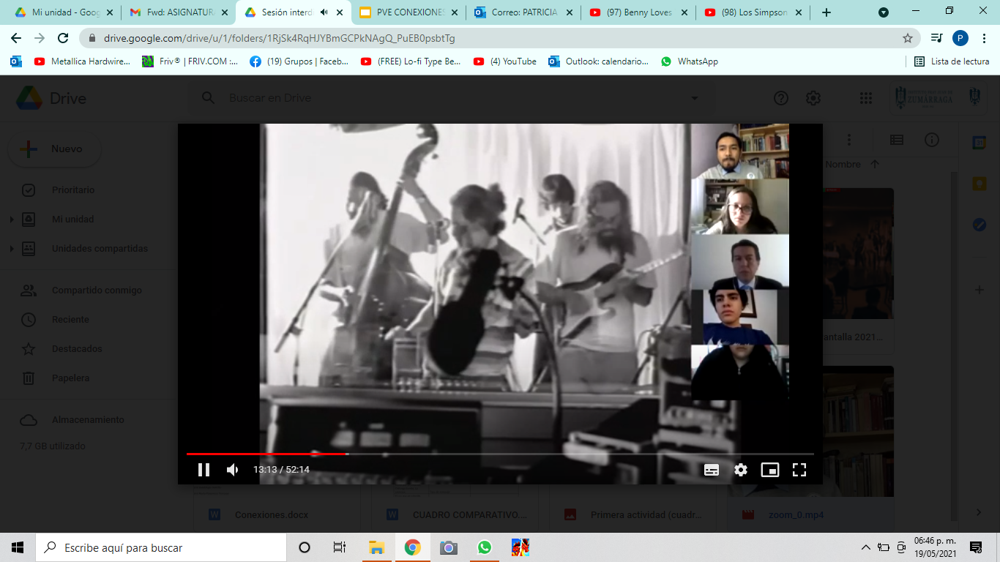 Mi unidad - Goog
Fwd: ASIGNATURA
Sesión interdi
PVE CONEXIONES
Correo: PATRICIA
(97) Benny Loves
(98) Los Simpson
drive.google.com/drive/u/1/folders/1RjSk4RqHJYBmGCPkNAgQ_PuEB0psbtTg
P
Metallica Hardwire...
Friv® | FRIV.COM :...
(19) Grupos | Faceb...
(FREE) Lo-fi Type Be...
(4) YouTube
Outlook: calendario...
WhatsApp
Lista de lectura
Drive
Buscar en Drive
ZUMÁRRAGA
Nuevo
Nombre
Prioritario
Mi unidad
Unidades compartidas
Compartido conmigo
Reciente
antalla 2021...
Destacados
Papelera
Almacenamiento
7,7 GB utilizado
13:13 / 52:14
Conexiones.docx
CUADRO COMPARATIVO....
Primera actividad (cuadr...
zoom_0.mp4
Escribe aquí para buscar
06:46 p. m.
19/05/2021